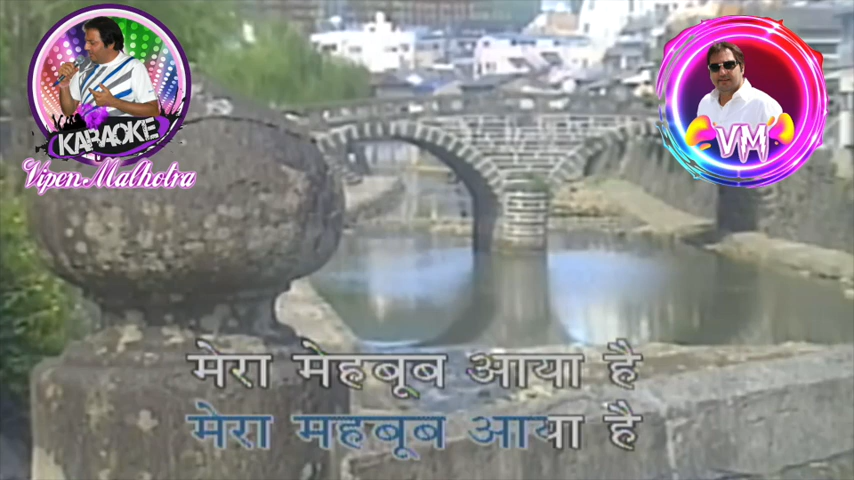 KARAOKE
Vipen Malhotra
VM
मेरा मेहबूब आया है
मेरा महबूब आया है